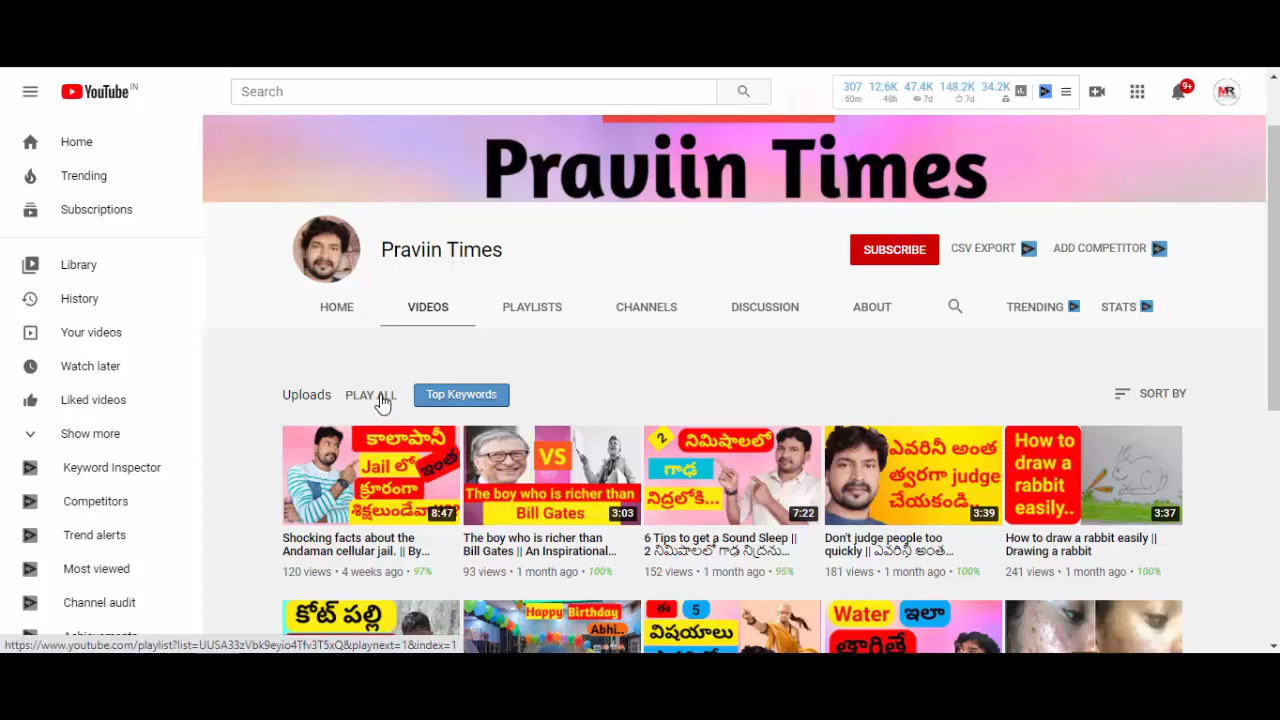 YouTube IN
Search
307 12.6K 47.4K 148.2K 34.2K
60m 48h 7d 7d
9+
MR
Home
Trending
Subscriptions
Library
History
Your videos
Watch later
Liked videos
Show more
Keyword Inspector
Competitors
Trend alerts
Most viewed
Channel audit
Praviin Times
Praviin Times
SUBSCRIBE
CSV EXPORT
ADD COMPETITOR
HOME
VIDEOS
PLAYLISTS
CHANNELS
DISCUSSION
ABOUT
TRENDING
STATS
Uploads
PLAY ALL
Top Keywords
SORT BY
కాలాపానీ
Jail లో ఇంత
క్రూరంగా
శిక్షలుండేవా
8:47
Shocking facts about the
Andaman cellular jail. || By...
120 views • 4 weeks ago • 97%
VS
The boy who is richer than
Bill Gates
3:03
The boy who is richer than
Bill Gates || An Inspirational...
93 views • 1 month ago • 100%
2 నిమిషాలలో
గాఢ
నిద్రలోకి...
7:22
6 Tips to get a Sound Sleep ||
2 నిమిషాలలో గాఢ నిద్రను...
152 views • 1 month ago • 95%
ఎవరినీ అంత
త్వరగా judge
చేయకండి
3:39
Don't judge people too
quickly || ఎవరినీ అంత...
181 views • 1 month ago • 100%
How to
draw a
rabbit
easily..
3:37
How to draw a rabbit easily ||
Drawing a rabbit
241 views • 1 month ago • 100%
కోట్ పల్లి
Happy Birthday
Abhi..
ఈ 5
విషయాలు
Water ఇలా
తాగితే
https://www.youtube.com/playlist?list=UUSA33zVbk9eyio4Tfv3T5xQ&playnext=1&index=1